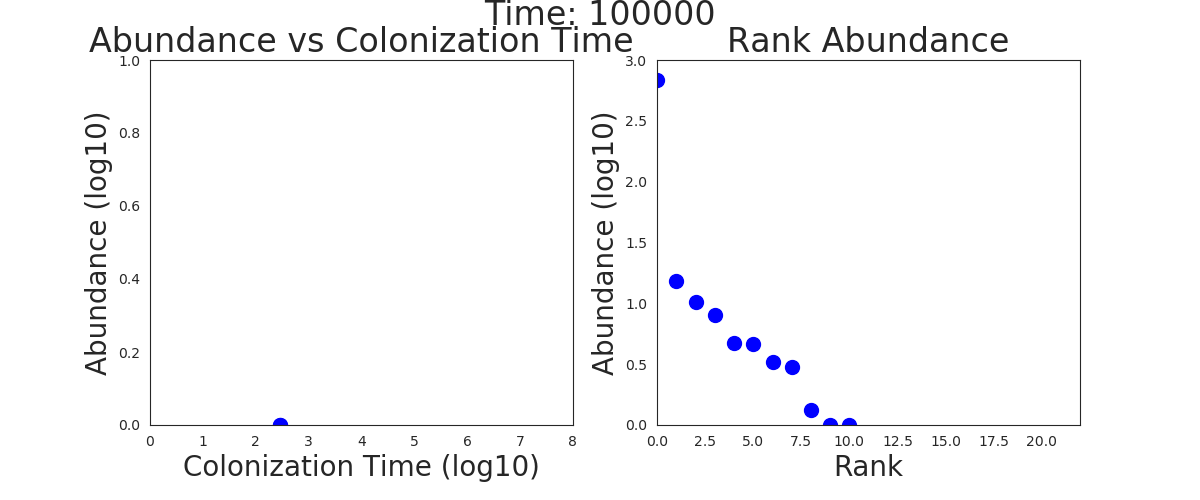 Time: 100000
Abundance vs Colonization Time
Abundance (log10)
1.0
0.8
0.6
0.4
0.2
0.0
0 1 2 3 4 5 6 7 8
Colonization Time (log10)
Rank Abundance
Abundance (log10)
3.0
2.5
2.0
1.5
1.0
0.5
0.0
0.0 2.5 5.0 7.5 10.0 12.5 15.0 17.5 20.0
Rank